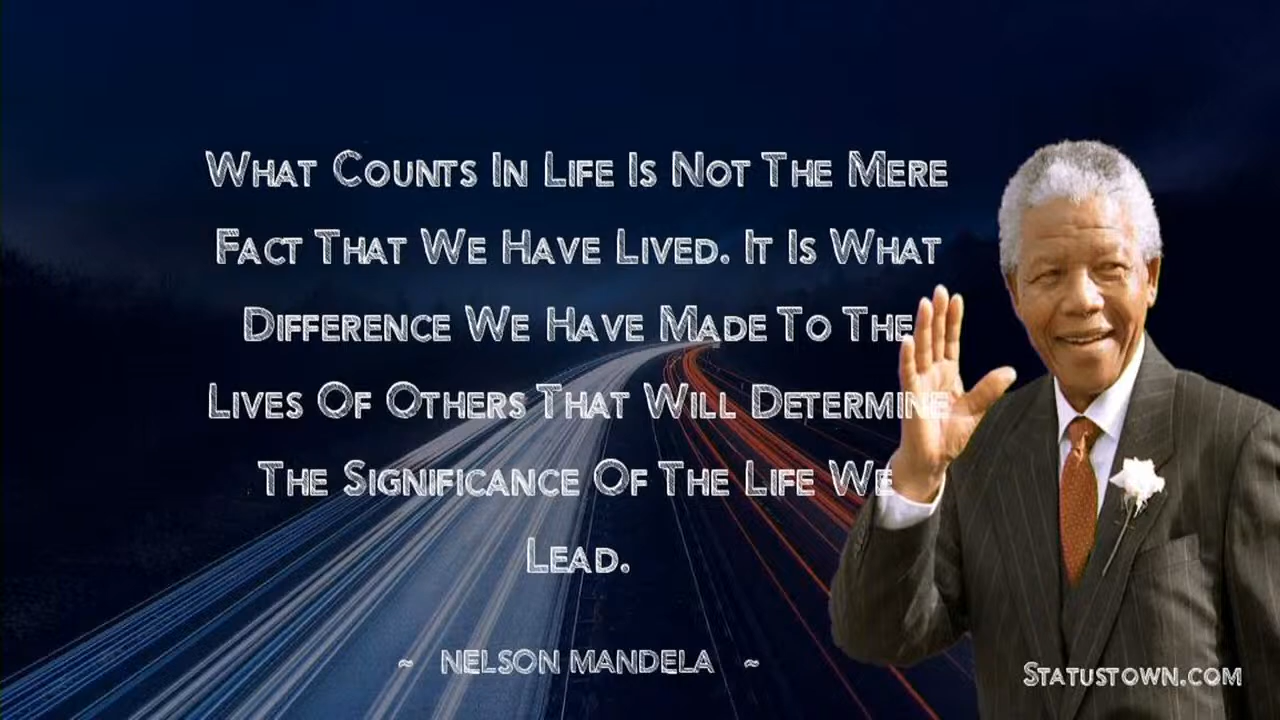 What Counts In Life Is Not The Mere
Fact That We Have Lived. It Is What
Difference We Have Made To The
Lives Of Others That Will Determine
The Significance Of The Life We
Lead.
~ NELSON MANDELA ~
Statustown.com